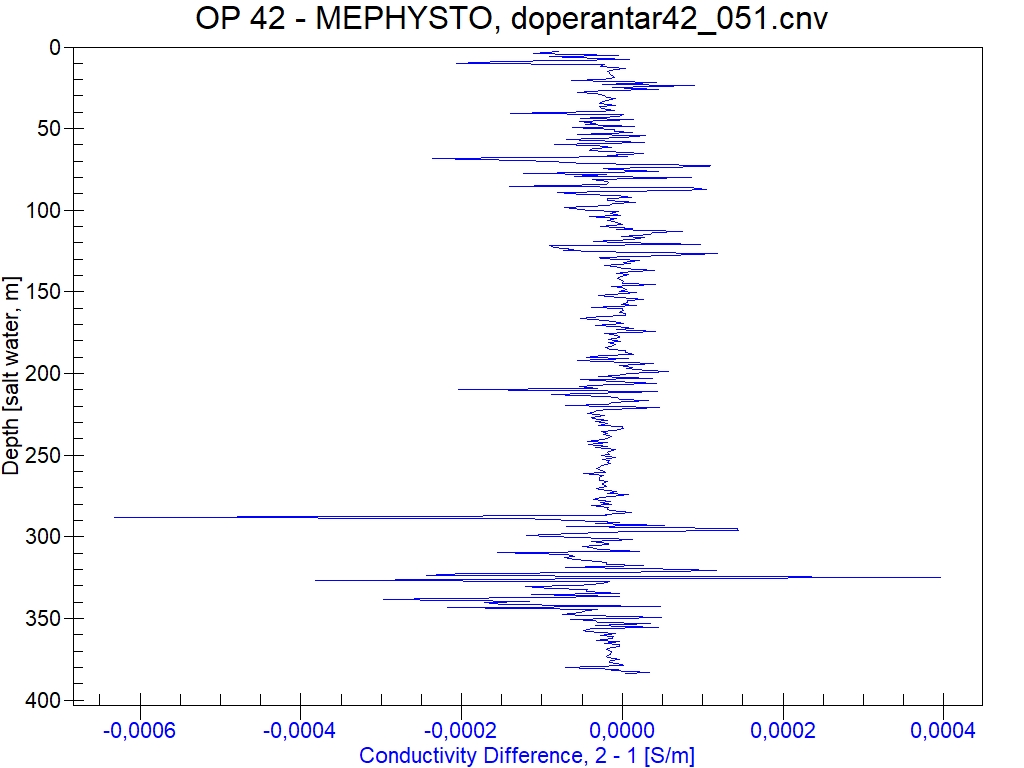 OP 42 - MEPHYSTO, doperantar42_051.cnv
0
50
100
150
200
250
300
350
400
Depth [salt water, m]
-0,0006 -0,0004 -0,0002 0,0000 0,0002 0,0004
Conductivity Difference, 2 - 1 [S/m]